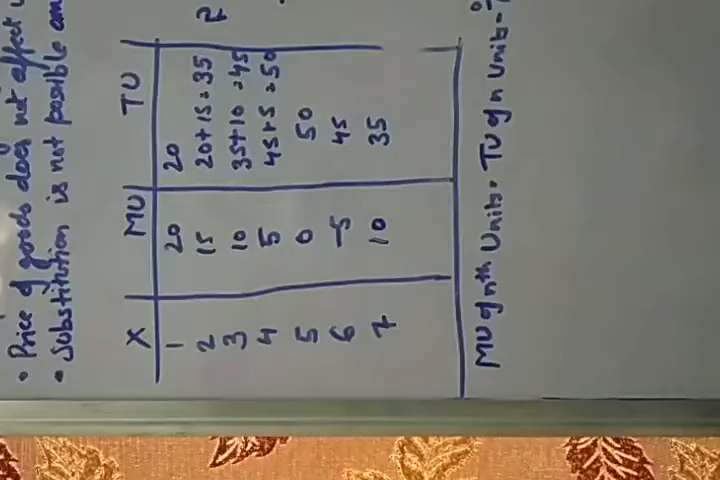 • Price of goods does not affect
• Substitution is not possible
X MU TU
1 20 20
2 15 20+15=35
3 10 35+10=45
4 5 45+5=50
5 0 50
6 -5 45
7 10 35
MU of nth Units = TU of n Units -